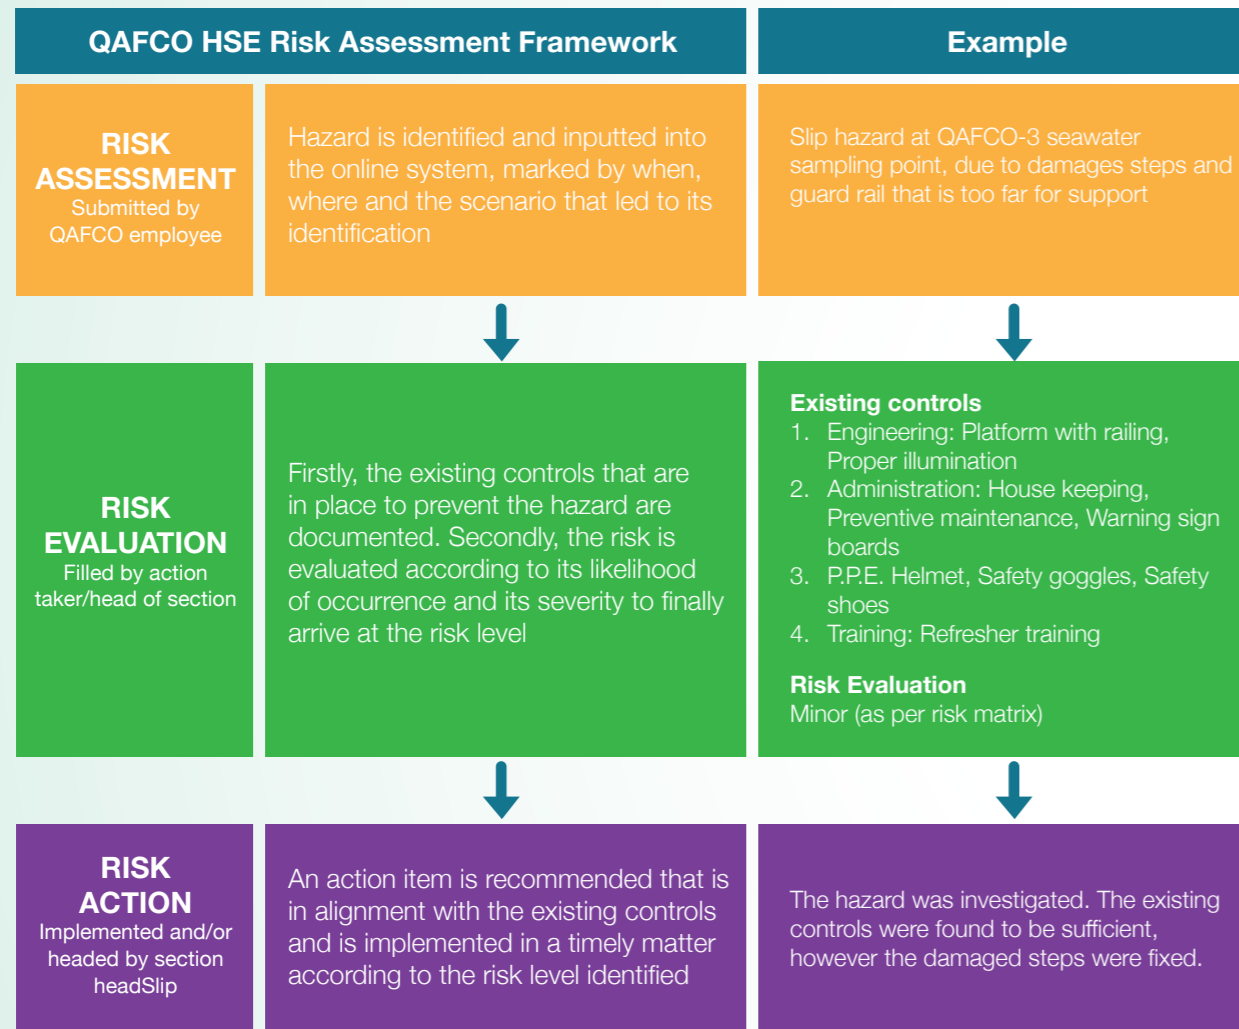 QAFCO HSE Risk Assessment Framework
Example
RISK
ASSESSMENT
Submitted by
QAFCO employee
Hazard is identified and inputted into
the online system, marked by when,
where and the scenario that led to its
identification
Slip hazard at QAFCO-3 seawater
sampling point, due to damages steps and
guard rail that is too far for support
RISK
EVALUATION
Filled by action
taker/head of section
Firstly, the existing controls that are
in place to prevent the hazard are
documented. Secondly, the risk is
evaluated according to its likelihood
of occurrence and its severity to finally
arrive at the risk level
Existing controls
1. Engineering: Platform with railing,
Proper illumination
2. Administration: House keeping,
Preventive maintenance, Warning sign
boards
3. P.P.E. Helmet, Safety goggles, Safety
shoes
4. Training: Refresher training
Risk Evaluation
Minor (as per risk matrix)
RISK
ACTION
Implemented and/or
headed by section
headSlip
An action item is recommended that is
in alignment with the existing controls
and is implemented in a timely matter
according to the risk level identified
The hazard was investigated. The existing
controls were found to be sufficient,
however the damaged steps were fixed.